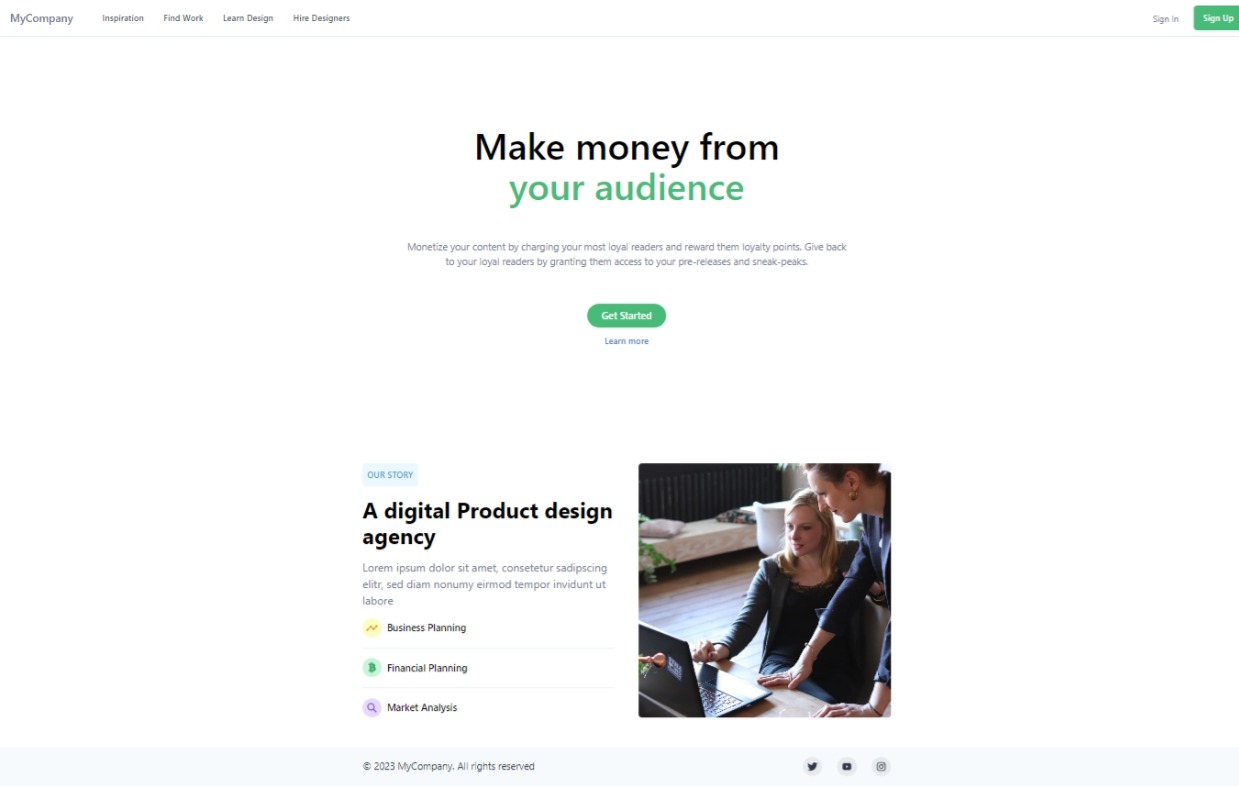 MyCompany Inspiration Find Work Learn Design Hire Designers Sign In Sign Up
Make money from
your audience
Monetize your content by charging your most loyal readers and reward them loyalty points. Give back
to your loyal readers by granting them access to your pre-releases and sneak-peaks.
Get Started
Learn more
OUR STORY
A digital Product design
agency
Lorem ipsum dolor sit amet, consetetur sadipscing
elitr, sed diam nonumy eirmod tempor invidunt ut
labore
Business Planning
Financial Planning
Market Analysis
© 2023 MyCompany. All rights reserved